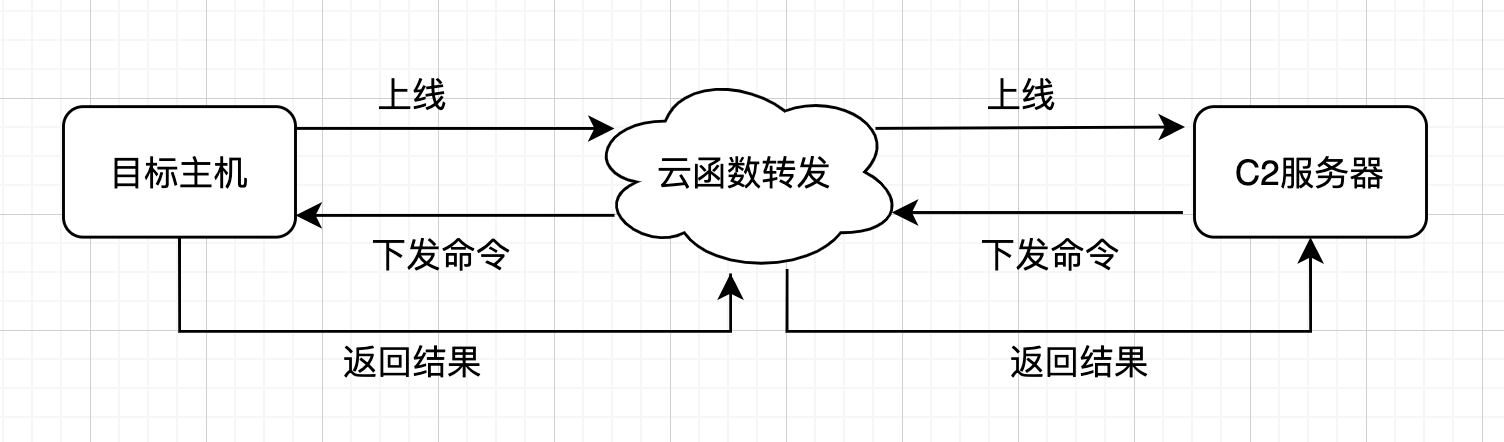 上线
上线
目标主机
云函数转发
C2服务器
下发命令
下发命令
返回结果
返回结果